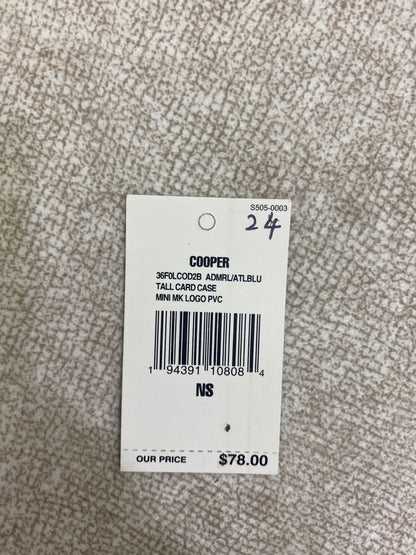 S505-0003
24
COOPER
36F0LCOD2B ADMRL/ATLBLU
TALL CARD CASE
MINI MK LOGO PVC
1 94391 10808 4
NS
OUR PRICE $78.00